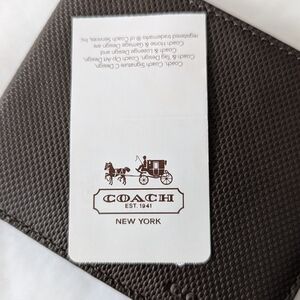 Coach, Coach Signature C Design,
Coach & Tag Design, Coach Op Art Design,
Coach & Lozenge Design and
Coach Horse & Carriage Design are
registered trademarks ® of Coach Services, Inc.
COACH
EST. 1941
NEW YORK